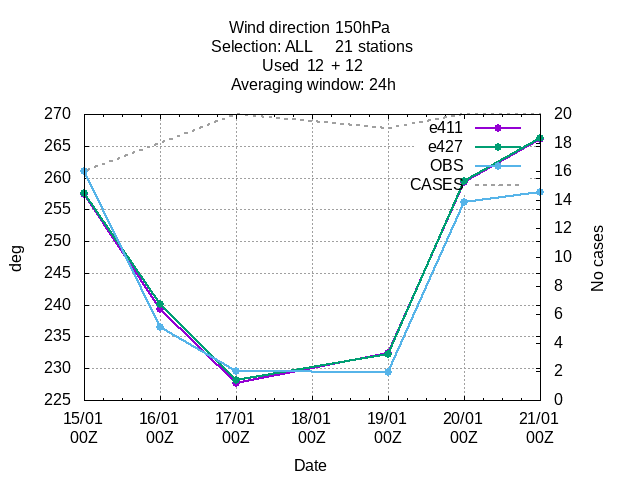 Wind direction 150hPa
Selection: ALL 21 stations
Used 12 + 12
Averaging window: 24h
270
265
260
255
250
245
240
235
230
225
deg
20
18
16
14
12
10
8
6
4
2
0
No cases
e411
e427
OBS
CASES
15/01 16/01 17/01 18/01 19/01 20/01 21/01
00Z 00Z 00Z 00Z 00Z 00Z 00Z
Date